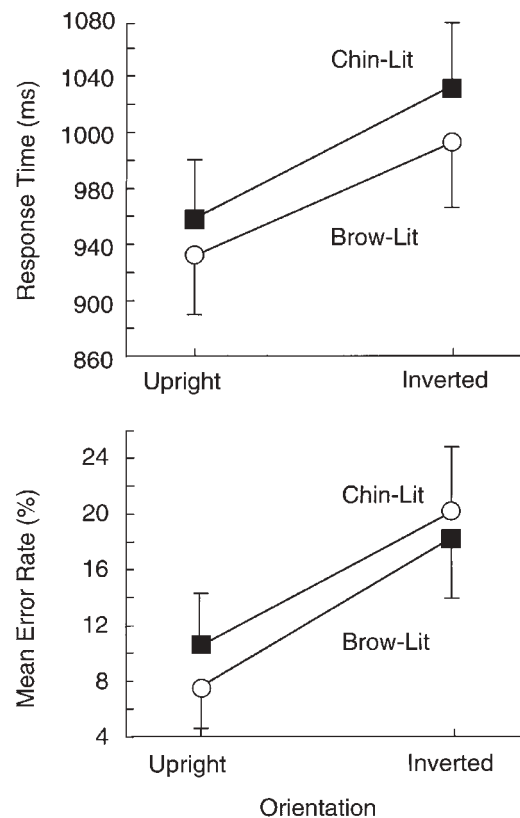 1080
1040
1000
980
940
900
860
Response Time (ms)
Chin-Lit
Brow-Lit
Upright
Inverted
24
20
16
12
8
4
Mean Error Rate (%)
Chin-Lit
Brow-Lit
Upright
Inverted
Orientation